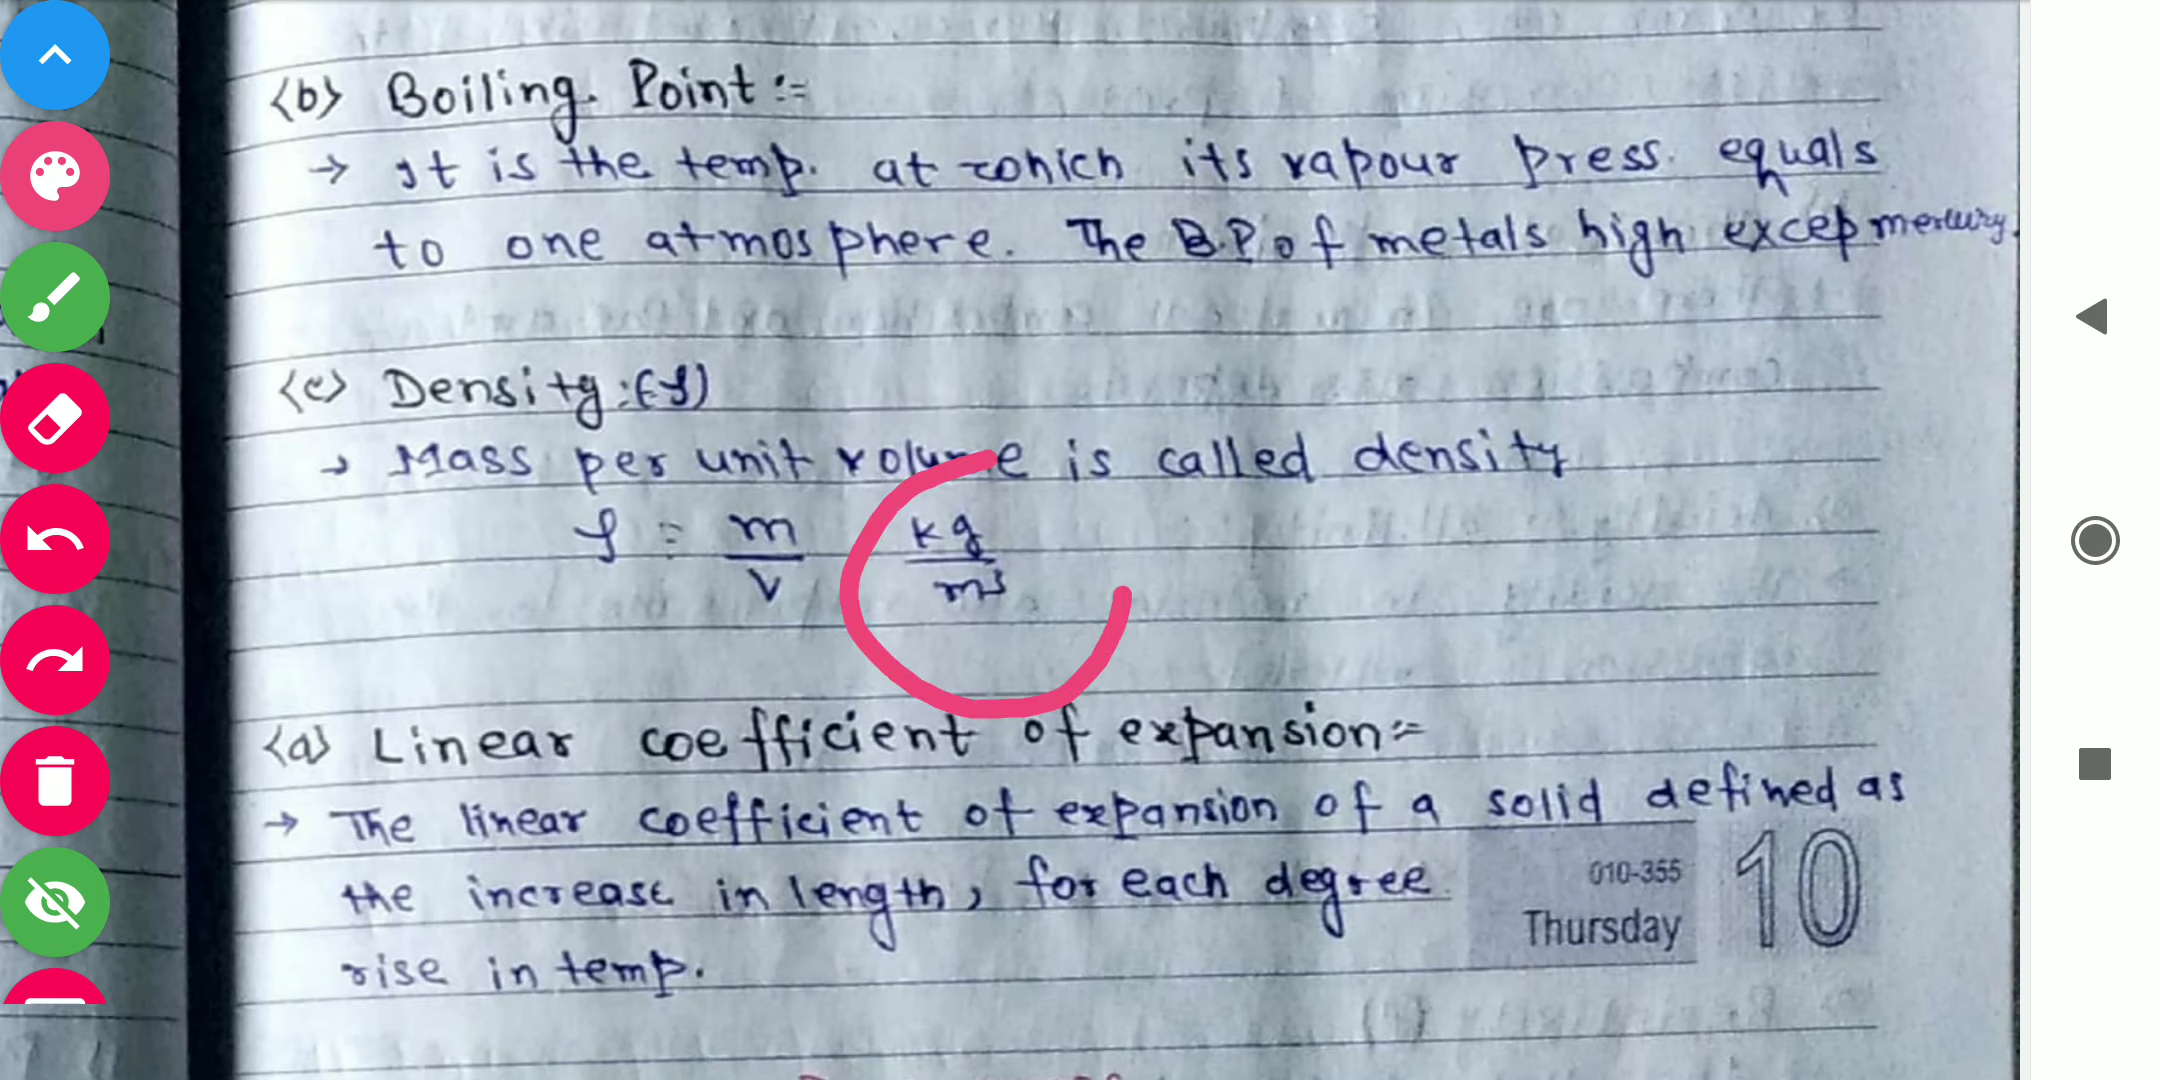 <b> Boiling. Point :=
→ It is the temp. at which its vapour press. equals
to one atmosphere. The B.P. of metals high excep mercury.
<c> Density :(ρ)
→ Mass per unit volume is called density
ρ = m/v kg/m³
<a> Linear coefficient of expansion :=
→ The linear coefficient of expansion of a solid defined as
the increase in length, for each degree
rise in temp.
010-355
Thursday
10